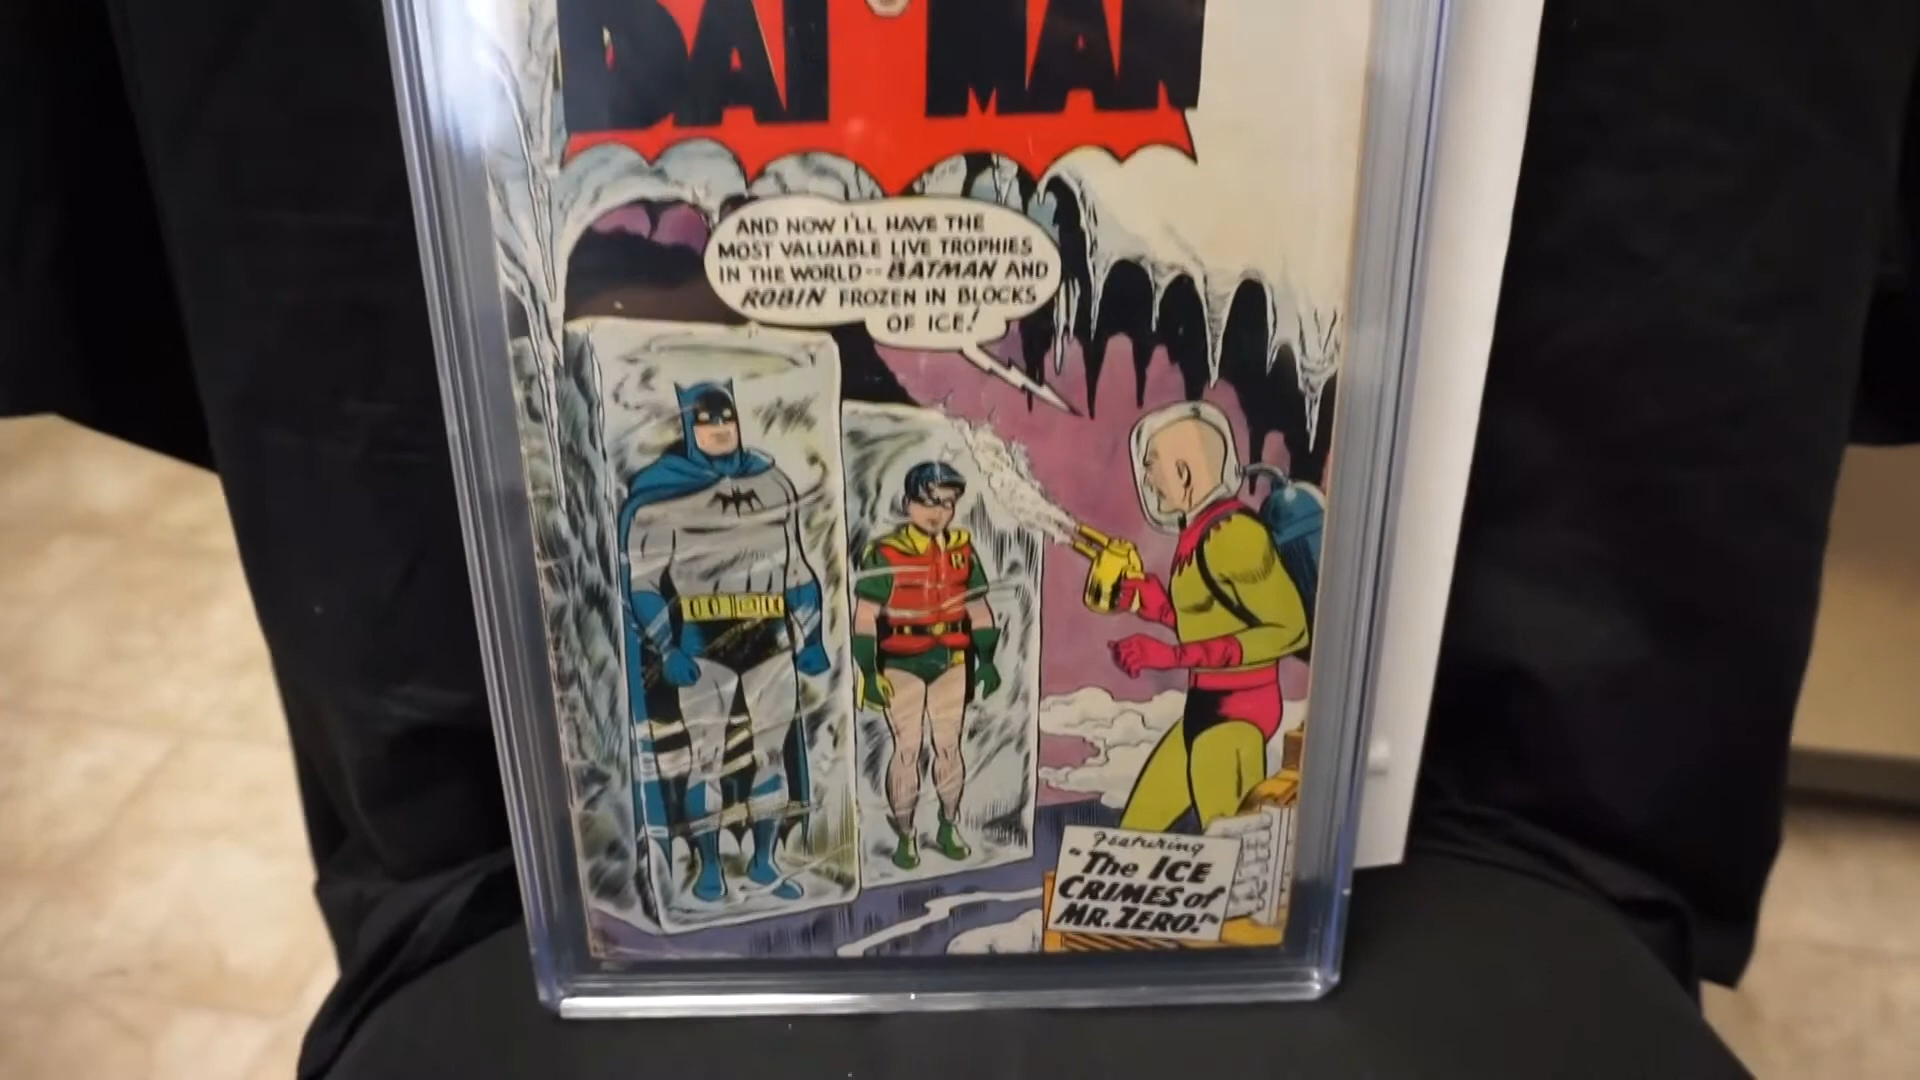 BATMAN
AND NOW I'LL HAVE THE
MOST VALUABLE LIVE TROPHIES
IN THE WORLD-- BATMAN AND
ROBIN FROZEN IN BLOCKS
OF ICE!
R
Featuring
"The ICE
CRIMES of
MR. ZERO!"